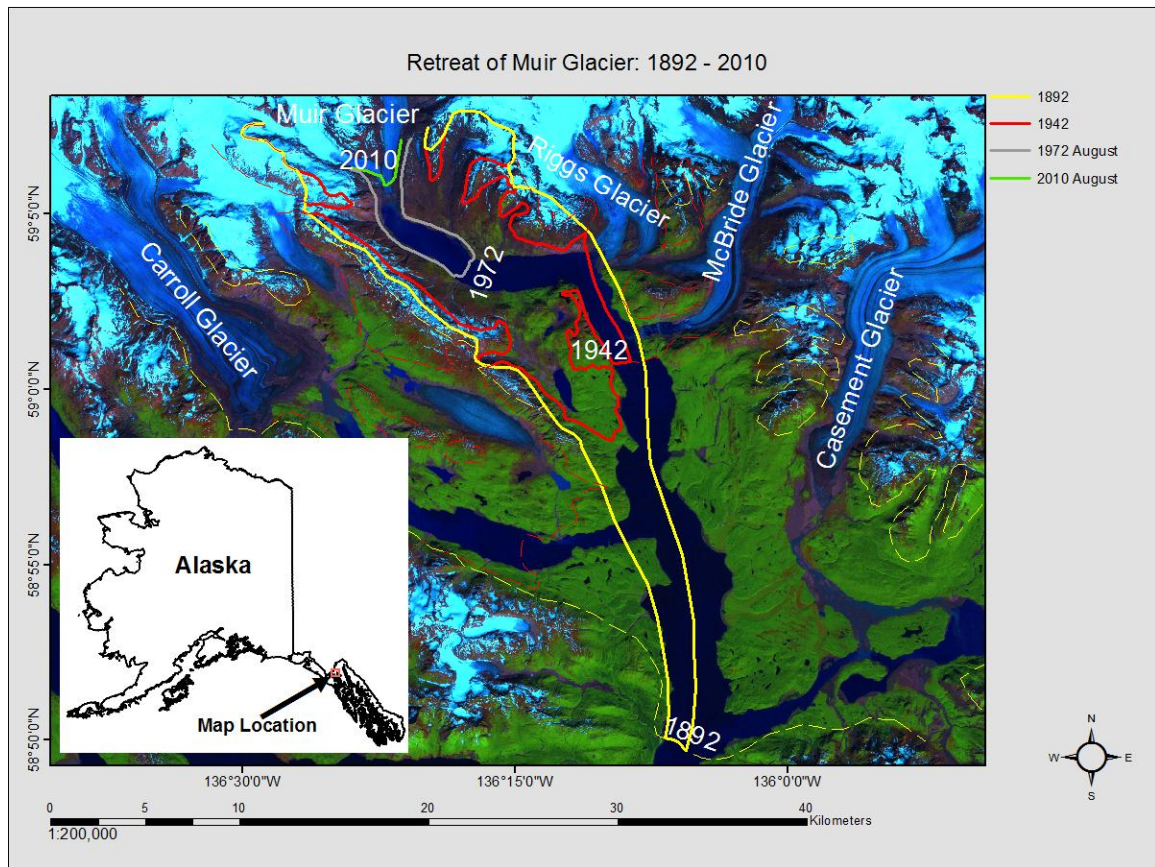 Retreat of Muir Glacier: 1892 - 2010
1892
1942
1972 August
2010 August
Muir Glacier
2010
Riggs Glacier
McBride Glacier
Carroll Glacier
1972
Casement Glacier
1942
1892
59°5'0"N
59°0'0"N
58°55'0"N
58°50'0"N
Alaska
Map Location
136°30'0"W
136°15'0"W
136°0'0"W
N
W
E
S
0 5 10 20 30 40
Kilometers
1:200,000